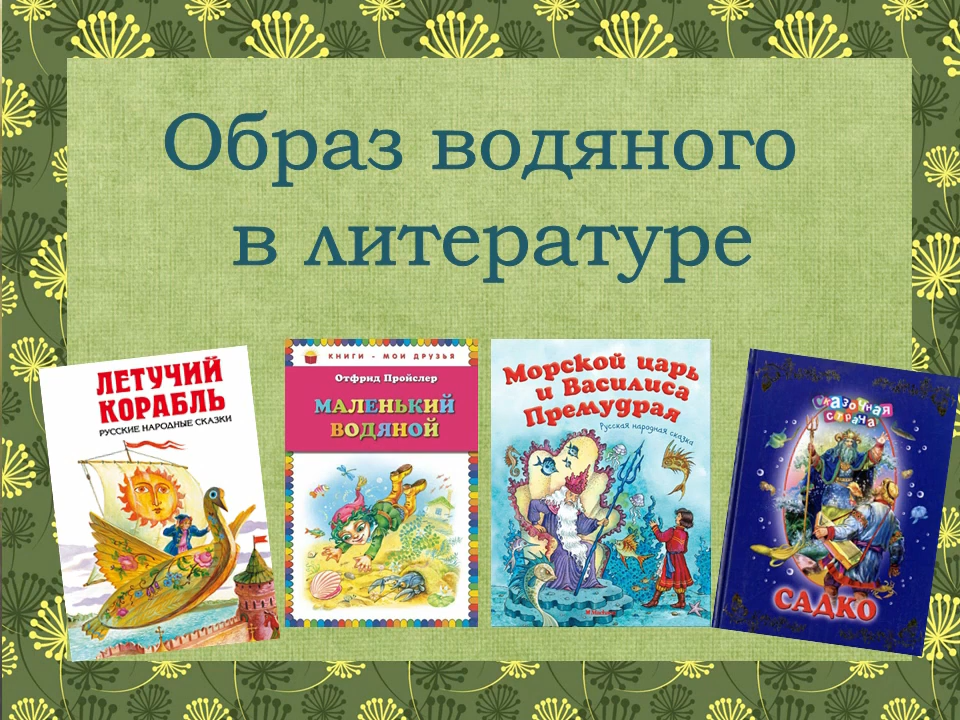 Образ водяного
в литературе
ЛЕТУЧИЙ
КОРАБЛЬ
РУССКИЕ НАРОДНЫЕ СКАЗКИ
КНИГИ - МОИ ДРУЗЬЯ
Отфрид Пройслер
МАЛЕНЬКИЙ
ВОДЯНОЙ
Морской царь
и Василиса
Премудрая
Русская народная сказка
Сказочная
страна
САДКО